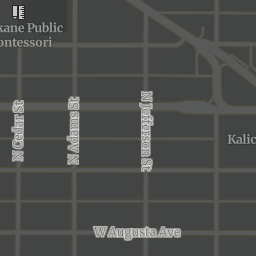 kane Public
ontessori
N Cedar St
N Adams St
N Jefferson St
Kalic
W Augusta Ave